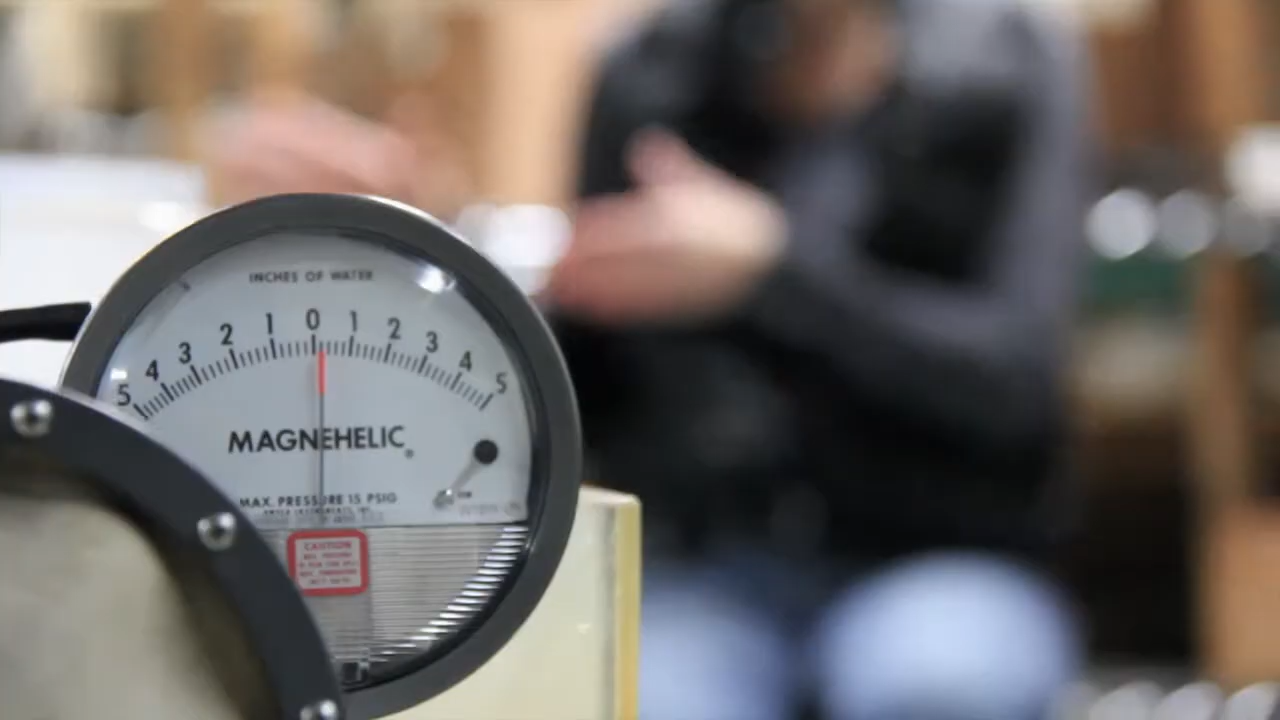 INCHES OF WATER
5 4 3 2 1 0 1 2 3 4 5
MAGNEHELIC®
MAX. PRESSURE 15 PSIG
CAUTION